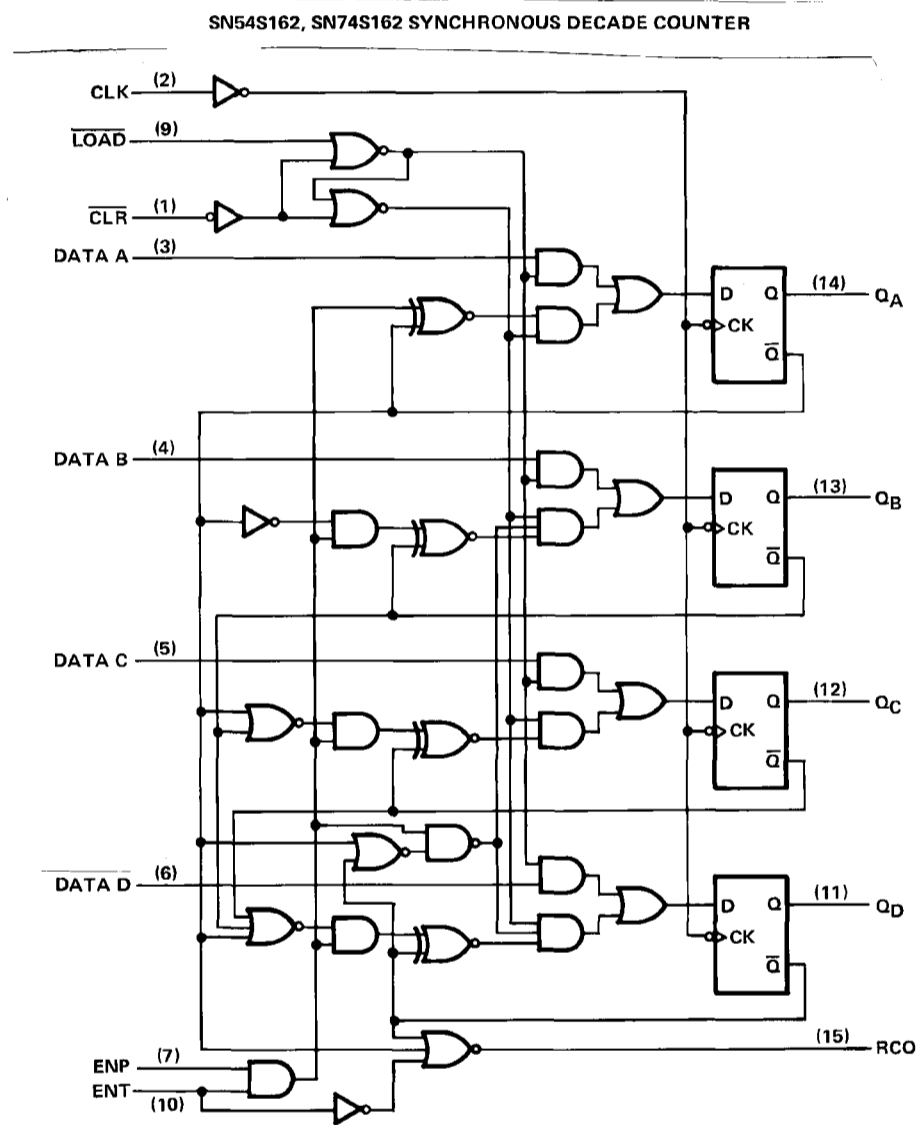 SN54S162, SN74S162 SYNCHRONOUS DECADE COUNTER
CLK (2)
LOAD (9)
CLR (1)
DATA A (3)
D Q (14) QA
CK
Q
DATA B (4)
D Q (13) QB
CK
Q
DATA C (5)
D Q (12) QC
CK
Q
DATA D (6)
D Q (11) QD
CK
Q
(15) RCO
ENP (7)
ENT (10)